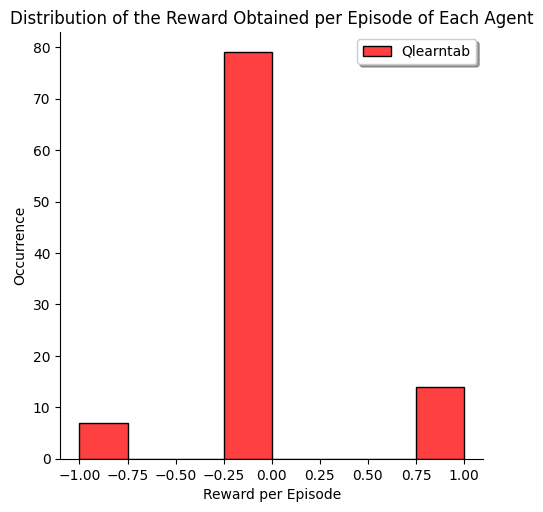 Distribution of the Reward Obtained per Episode of Each Agent
Qlearntab
80
70
60
50
40
30
20
10
0
Occurrence
−1.00 −0.75 −0.50 −0.25 0.00 0.25 0.50 0.75 1.00
Reward per Episode